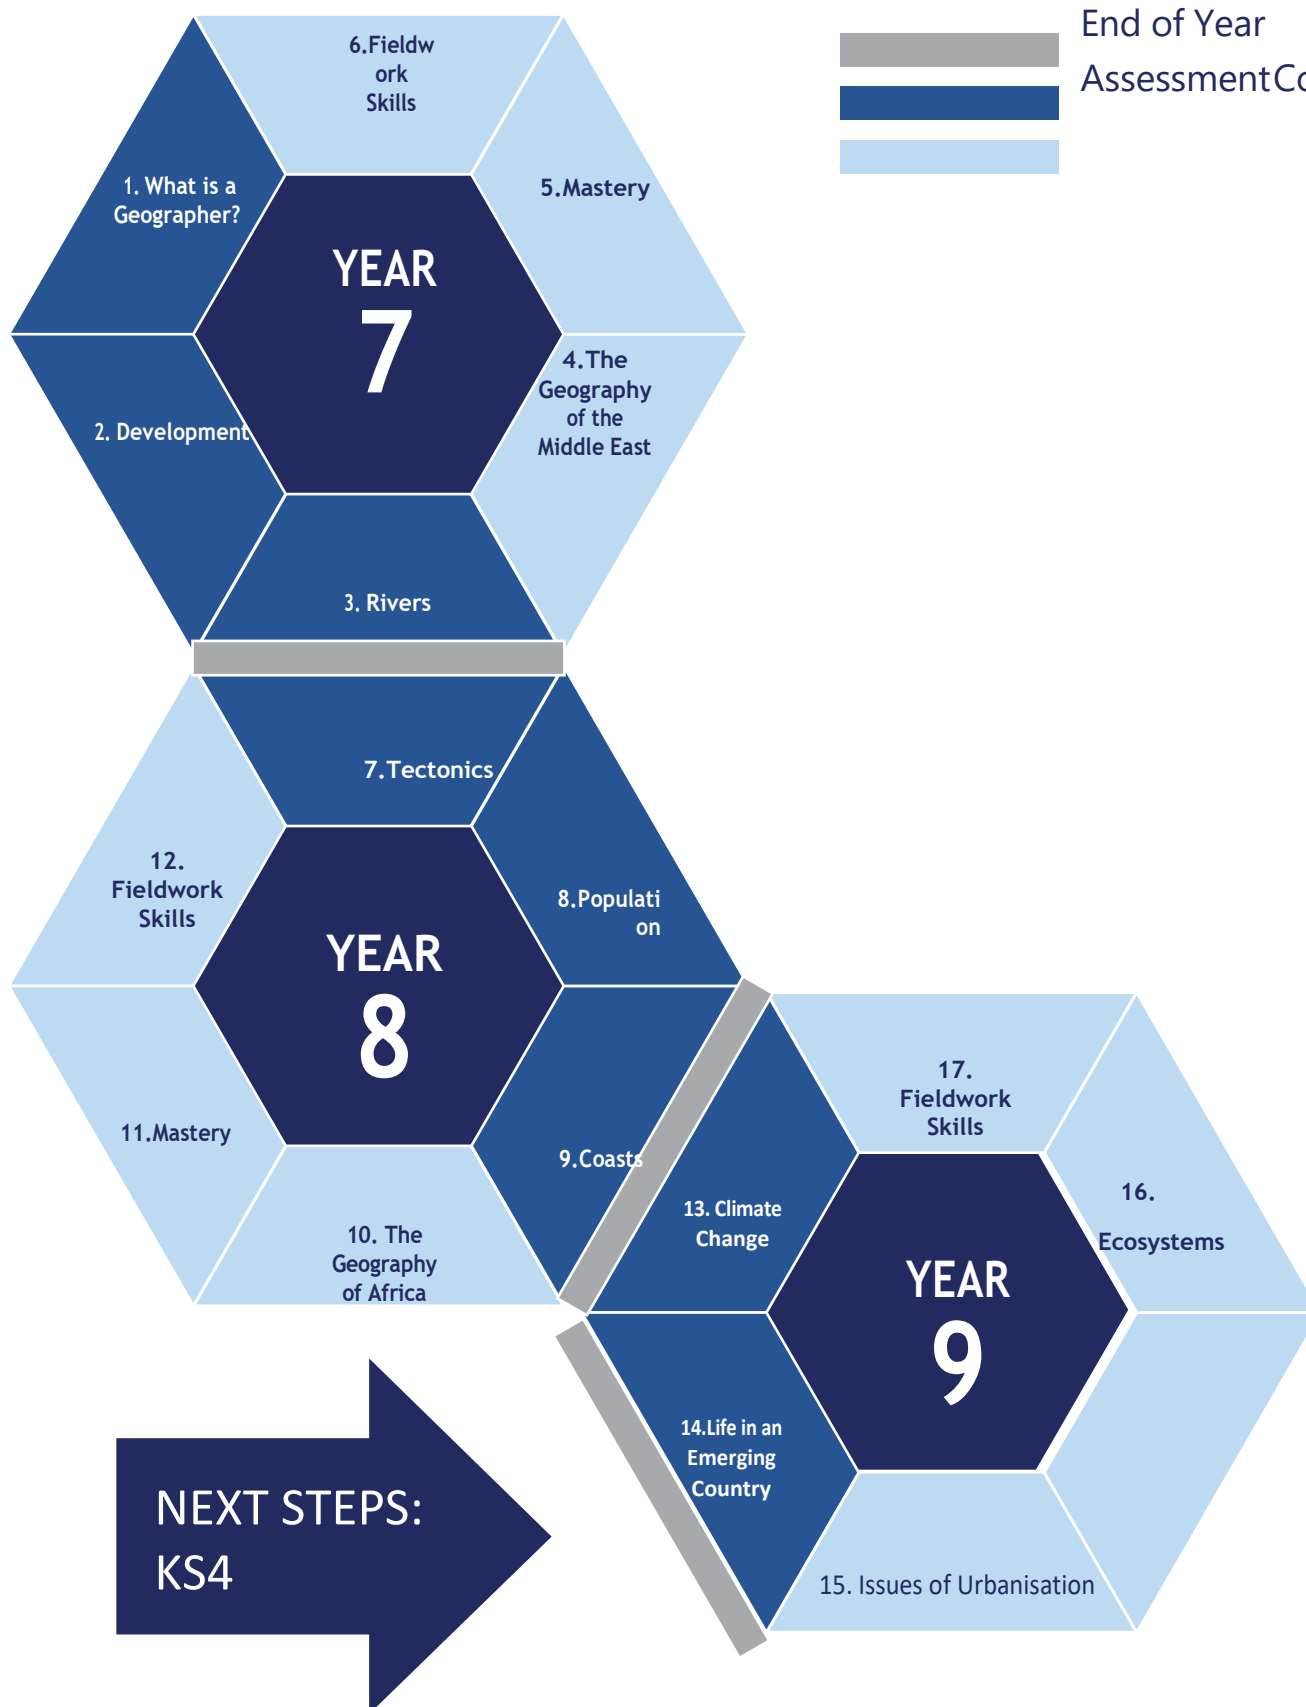 End of Year
AssessmentCo
6.Fieldw
ork
Skills
1. What is a
Geographer?
5.Mastery
YEAR
7
4.The
Geography
of the
Middle East
2. Development
3. Rivers
7.Tectonics
12.
Fieldwork
Skills
8.Populati
on
YEAR
8
11.Mastery
9.Coasts
10. The
Geography
of Africa
17.
Fieldwork
Skills
16.
Ecosystems
13. Climate
Change
YEAR
9
14.Life in an
Emerging
Country
15. Issues of Urbanisation
NEXT STEPS:
KS4